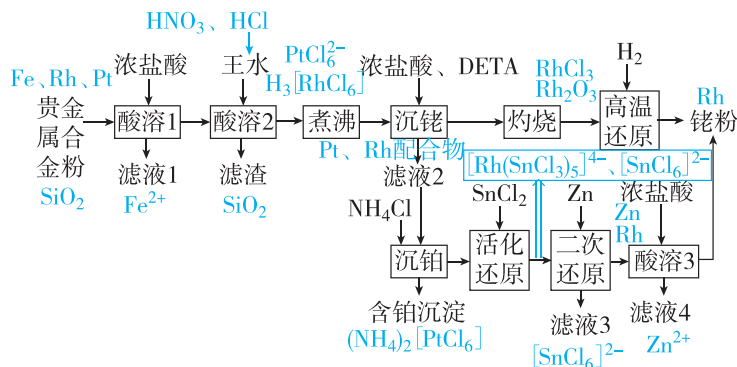 HNO₃、HCl
Fe、Rh、Pt 浓盐酸 王水 PtCl₆²⁻ 浓盐酸、DETA RhCl₃ H₂
H₃[RhCl₆] Rh₂O₃ Rh
贵金属合金粉 酸溶1 酸溶2 煮沸 沉铑 灼烧 高温还原 铑粉
Pt、Rh配合物
滤液1 滤渣 滤液2 [Rh(SnCl₃)₅]⁴⁻、[SnCl₆]²⁻
SiO₂ Fe²⁺ SiO₂ SnCl₂ Zn 浓盐酸
NH₄Cl Zn
Rh
沉铂 活化还原 二次还原 酸溶3
含铂沉淀 滤液3 滤液4
(NH₄)₂[PtCl₆] [SnCl₆]²⁻ Zn²⁺